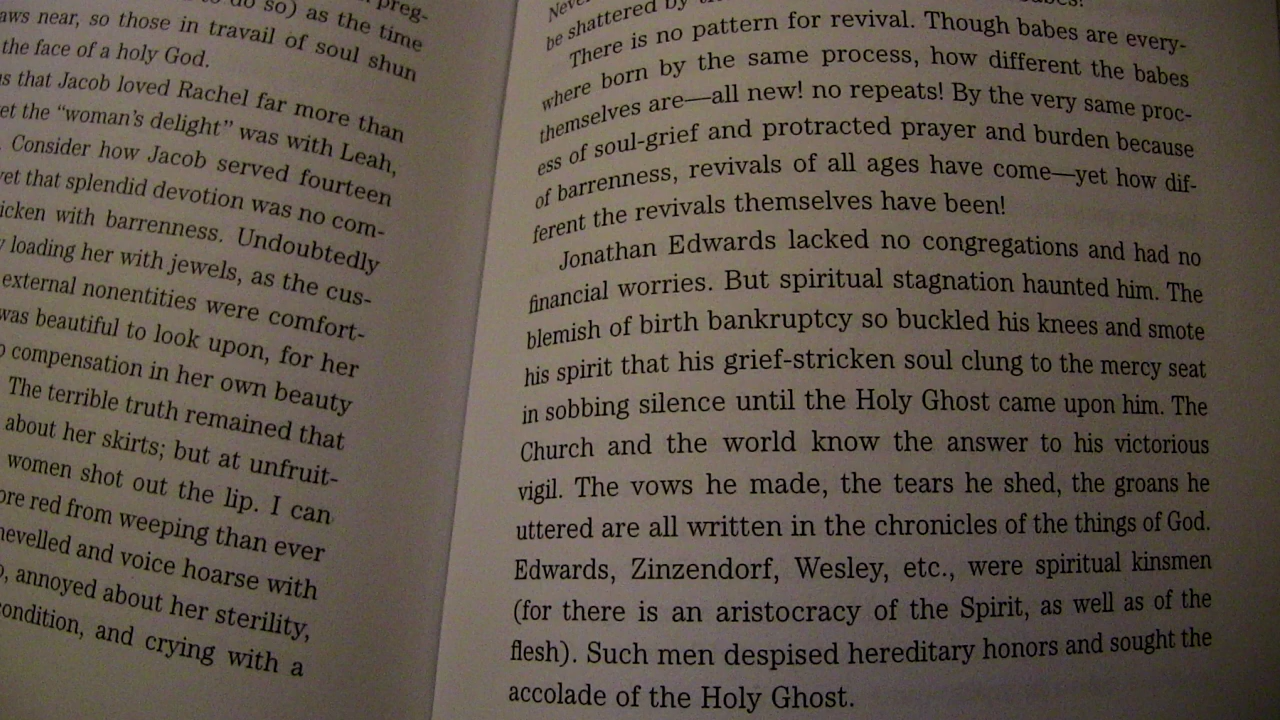 to do so) as the time
aws near, so those in travail of soul shun
the face of a holy God.
s that Jacob loved Rachel far more than
et the “woman’s delight” was with Leah,
Consider how Jacob served fourteen
yet that splendid devotion was no com-
icken with barrenness. Undoubtedly
y loading her with jewels, as the cus-
external nonentities were comfort-
was beautiful to look upon, for her
o compensation in her own beauty
The terrible truth remained that
about her skirts; but at unfruit-
women shot out the lip. I can
ore red from weeping than ever
hevelled and voice hoarse with
o, annoyed about her sterility,
condition, and crying with a
be shattered by
There is no pattern for revival. Though babes are every-
where born by the same process, how different the babes
themselves are—all new! no repeats! By the very same proc-
ess of soul-grief and protracted prayer and burden because
of barrenness, revivals of all ages have come—yet how dif-
ferent the revivals themselves have been!
Jonathan Edwards lacked no congregations and had no
financial worries. But spiritual stagnation haunted him. The
blemish of birth bankruptcy so buckled his knees and smote
his spirit that his grief-stricken soul clung to the mercy seat
in sobbing silence until the Holy Ghost came upon him. The
Church and the world know the answer to his victorious
vigil. The vows he made, the tears he shed, the groans he
uttered are all written in the chronicles of the things of God.
Edwards, Zinzendorf, Wesley, etc., were spiritual kinsmen
(for there is an aristocracy of the Spirit, as well as of the
flesh). Such men despised hereditary honors and sought the
accolade of the Holy Ghost.